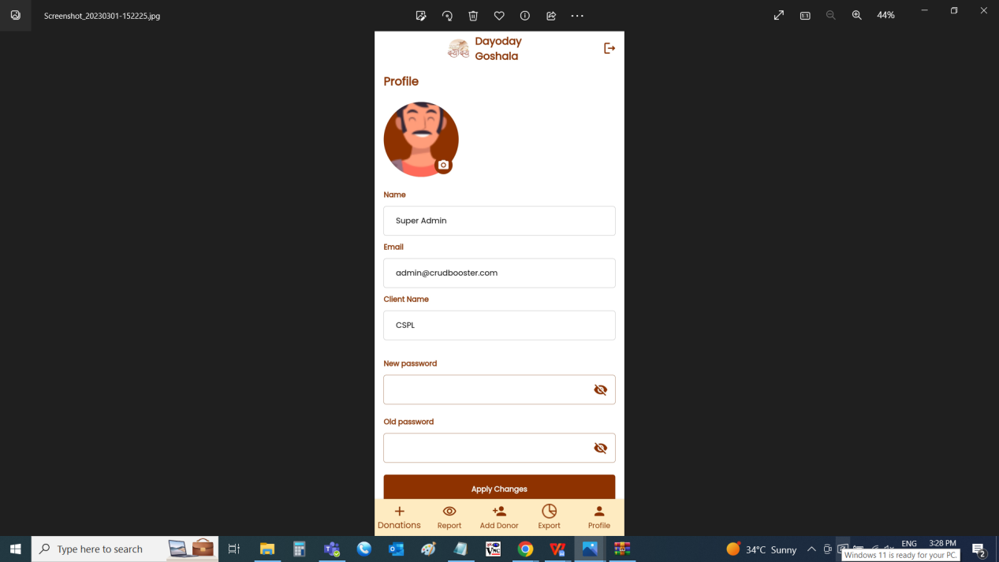 Screenshot_20230301-152225.jpg
44%
Dayoday
Goshala
दयोदय
Profile
Name
Super Admin
Email
admin@crudbooster.com
Client Name
CSPL
New password
Old password
Apply Changes
Donations
Report
Add Donor
Export
Profile
Type here to search
34°C Sunny
ENG
3:28 PM
Windows 11 is ready for your PC.
2